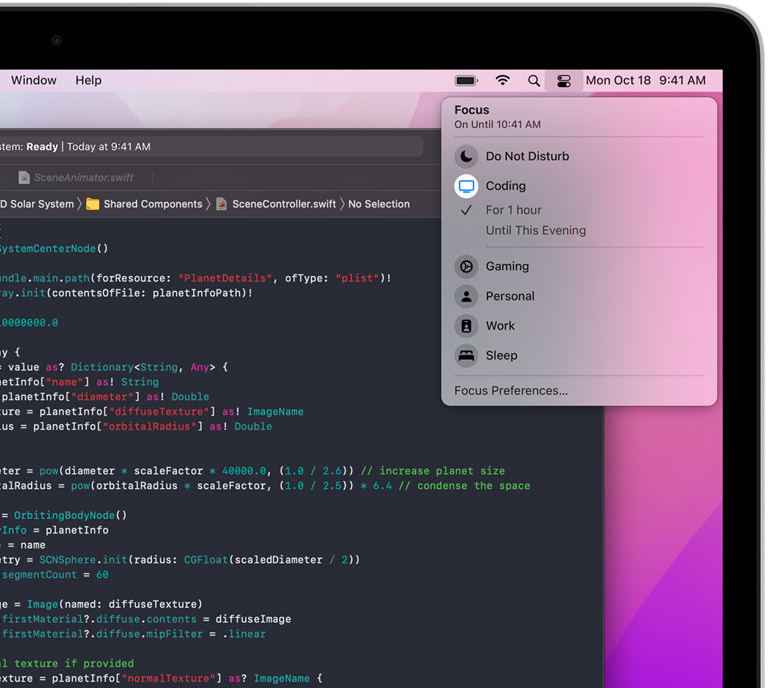 Window Help Mon Oct 18 9:41 AM
Focus
On Until 10:41 AM
Do Not Disturb
Coding
For 1 hour
Until This Evening
Gaming
Personal
Work
Sleep
Focus Preferences...
stem: Ready | Today at 9:41 AM
SceneAnimator.swift
D Solar System 〉 Shared Components 〉 SceneController.swift 〉 No Selection
{
SystemCenterNode()
undle.main.path(forResource: "PlanetDetails", ofType: "plist")!
ray.init(contentsOfFile: planetInfoPath)!
10000000.0
ny {
= value as? Dictionary<String, Any> {
netInfo["name"] as! String
planetInfo["diameter"] as! Double
ture = planetInfo["diffuseTexture"] as! ImageName
ius = planetInfo["orbitalRadius"] as! Double
eter = pow(diameter * scaleFactor * 40000.0, (1.0 / 2.6)) // increase planet size
talRadius = pow(orbitalRadius * scaleFactor, (1.0 / 2.5)) * 6.4 // condense the space
= OrbitingBodyNode()
yInfo = planetInfo
= name
etry = SCNSphere.init(radius: CGFloat(scaledDiameter / 2))
segmentCount = 60
ge = Image(named: diffuseTexture)
firstMaterial?.diffuse.contents = diffuseImage
firstMaterial?.diffuse.mipFilter = .linear
al texture if provided
exture = planetInfo["normalTexture"] as? ImageName {